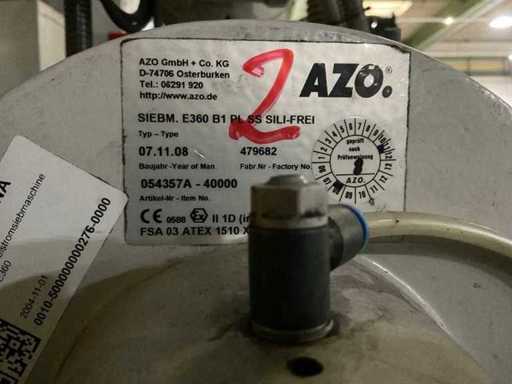 AZO GmbH + Co. KG
D-74706 Osterburken
Tel.: 06291 920
http://www.azo.de
2
AZO.
SIEBM. E360 B1 PL SS SILI-FREI
Typ - Type
07.11.08
479682
Baujahr -Year of Man.
Fabr.Nr - Factory No.
054357A - 40000
Artikel-Nr - Item No.
CE 0588 Ex II 1D
FSA 03 ATEX 1510 X
geprüft
nach
Prüfanweisung
AZO.
2004-11-01
0010-500000000276-0000